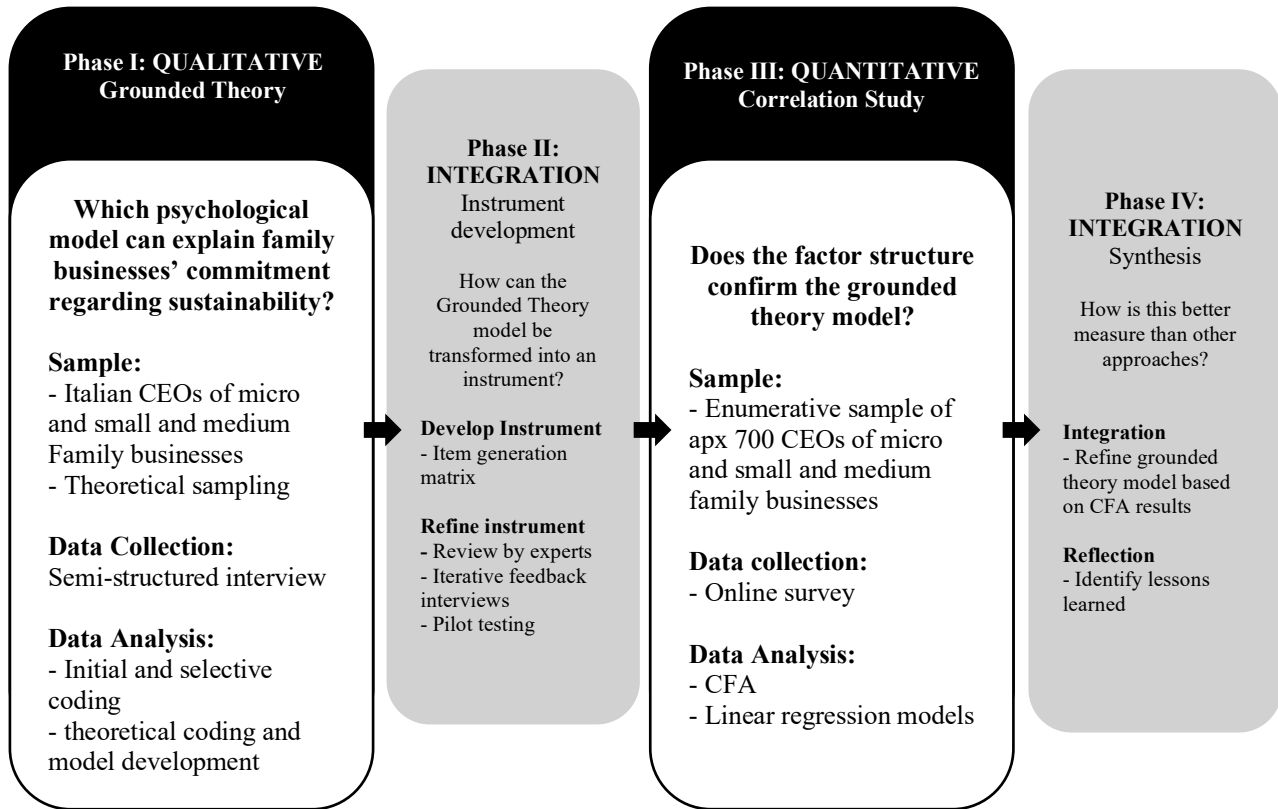 Phase I: QUALITATIVE
Grounded Theory
Which psychological
model can explain family
businesses’ commitment
regarding sustainability?
Sample:
- Italian CEOs of micro
and small and medium
Family businesses
- Theoretical sampling
Data Collection:
Semi-structured interview
Data Analysis:
- Initial and selective
coding
- theoretical coding and
model development
Phase II:
INTEGRATION
Instrument
development
How can the
Grounded Theory
model be
transformed into an
instrument?
Develop Instrument
- Item generation
matrix
Refine instrument
- Review by experts
- Iterative feedback
interviews
- Pilot testing
Phase III: QUANTITATIVE
Correlation Study
Does the factor structure
confirm the grounded
theory model?
Sample:
- Enumerative sample of
apx 700 CEOs of micro
and small and medium
family businesses
Data collection:
- Online survey
Data Analysis:
- CFA
- Linear regression models
Phase IV:
INTEGRATION
Synthesis
How is this better
measure than other
approaches?
Integration
- Refine grounded
theory model based
on CFA results
Reflection
- Identify lessons
learned